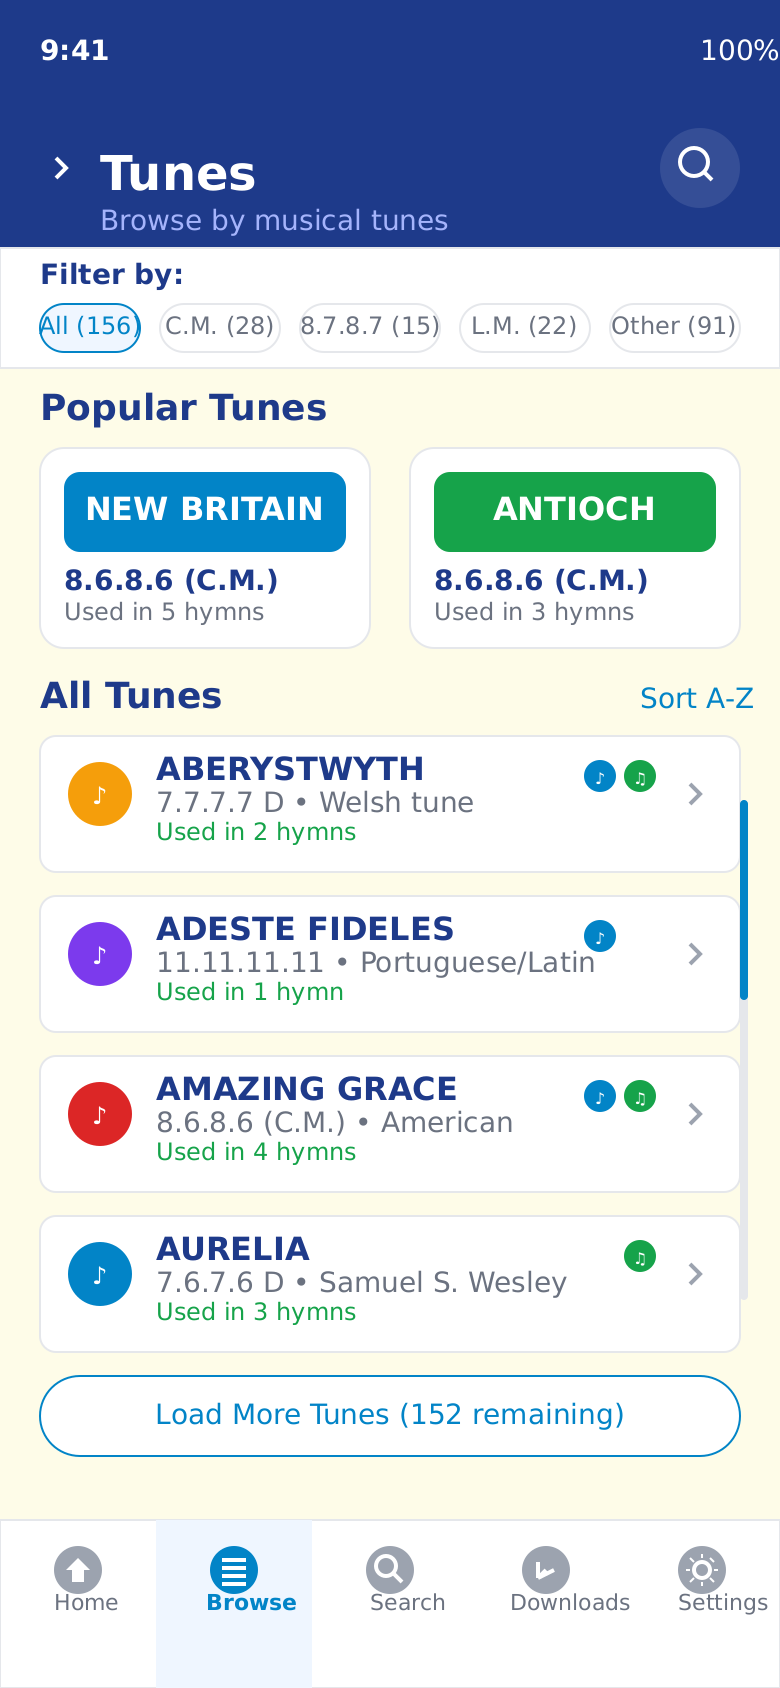 9:41
100%
Tunes
Browse by musical tunes
Filter by:
All (156)
C.M. (28)
8.7.8.7 (15)
L.M. (22)
Other (91)
Popular Tunes
NEW BRITAIN
8.6.8.6 (C.M.)
Used in 5 hymns
ANTIOCH
8.6.8.6 (C.M.)
Used in 3 hymns
All Tunes
Sort A-Z
ABERYSTWYTH
7.7.7.7 D • Welsh tune
Used in 2 hymns
ADESTE FIDELES
11.11.11.11 • Portuguese/Latin
Used in 1 hymn
AMAZING GRACE
8.6.8.6 (C.M.) • American
Used in 4 hymns
AURELIA
7.6.7.6 D • Samuel S. Wesley
Used in 3 hymns
Load More Tunes (152 remaining)
Home
Browse
Search
Downloads
Settings